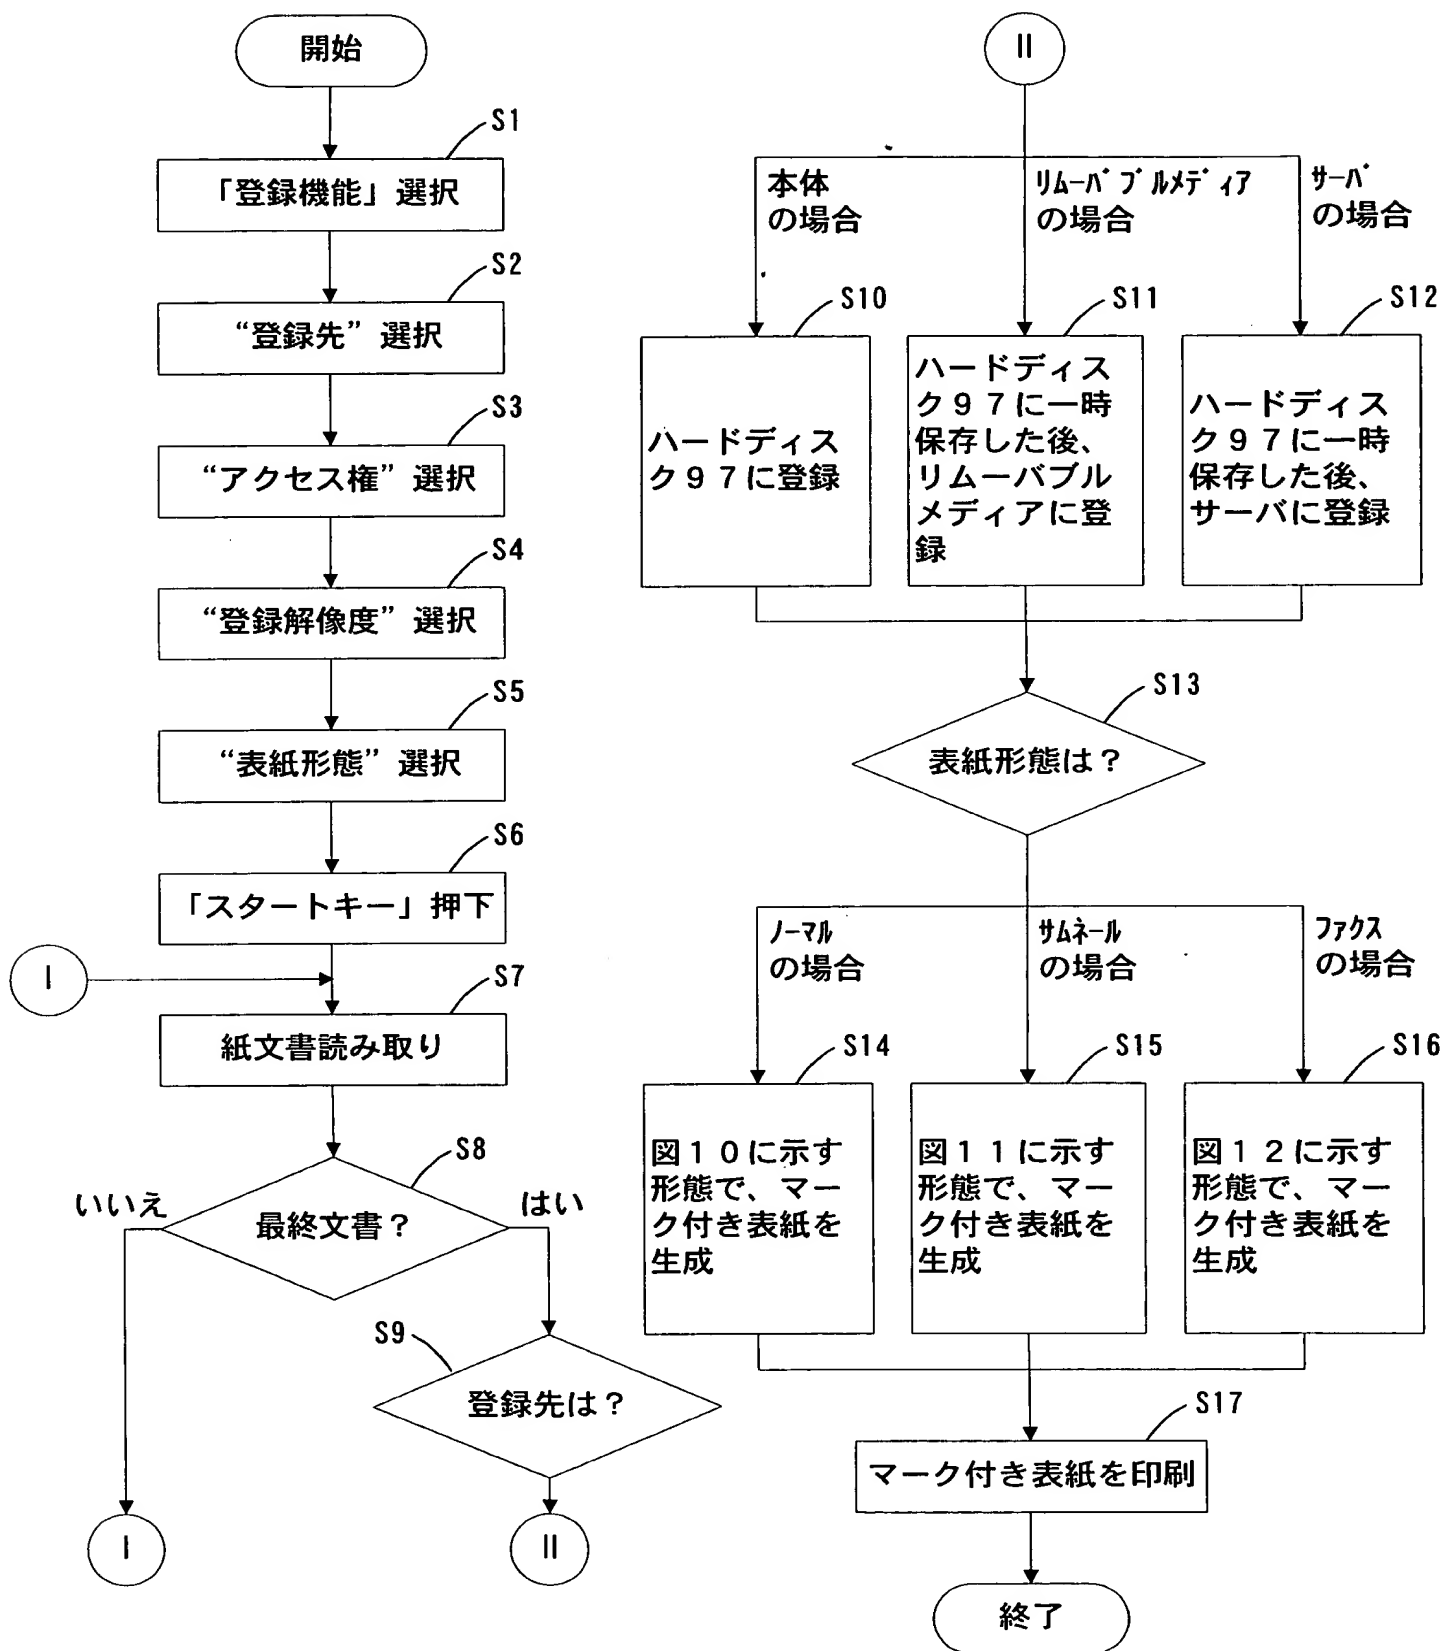 開始
S1
「登録機能」選択
S2
“登録先”選択
S3
“アクセス権”選択
S4
“登録解像度”選択
S5
“表紙形態”選択
S6
「スタートキー」押下
I
S7
紙文書読み取り
S8
いいえ
はい
最終文書？
S9
登録先は？
I
II
II
本体
の場合
ﾘﾑｰﾊﾞﾌﾞﾙﾒﾃﾞｨｱ
の場合
ｻｰﾊﾞ
の場合
S10
S11
S12
ハードディス
ク９７に登録
ハードディス
ク９７に一時
保存した後、
リムーバブル
メディアに登
録
ハードディス
ク９７に一時
保存した後、
サーバに登録
S13
表紙形態は？
ﾉｰﾏﾙ
の場合
ｻﾑﾈｰﾙ
の場合
ﾌｧｸｽ
の場合
S14
S15
S16
図１０に示す
形態で、マー
ク付き表紙を
生成
図１１に示す
形態で、マー
ク付き表紙を
生成
図１２に示す
形態で、マー
ク付き表紙を
生成
S17
マーク付き表紙を印刷
終了